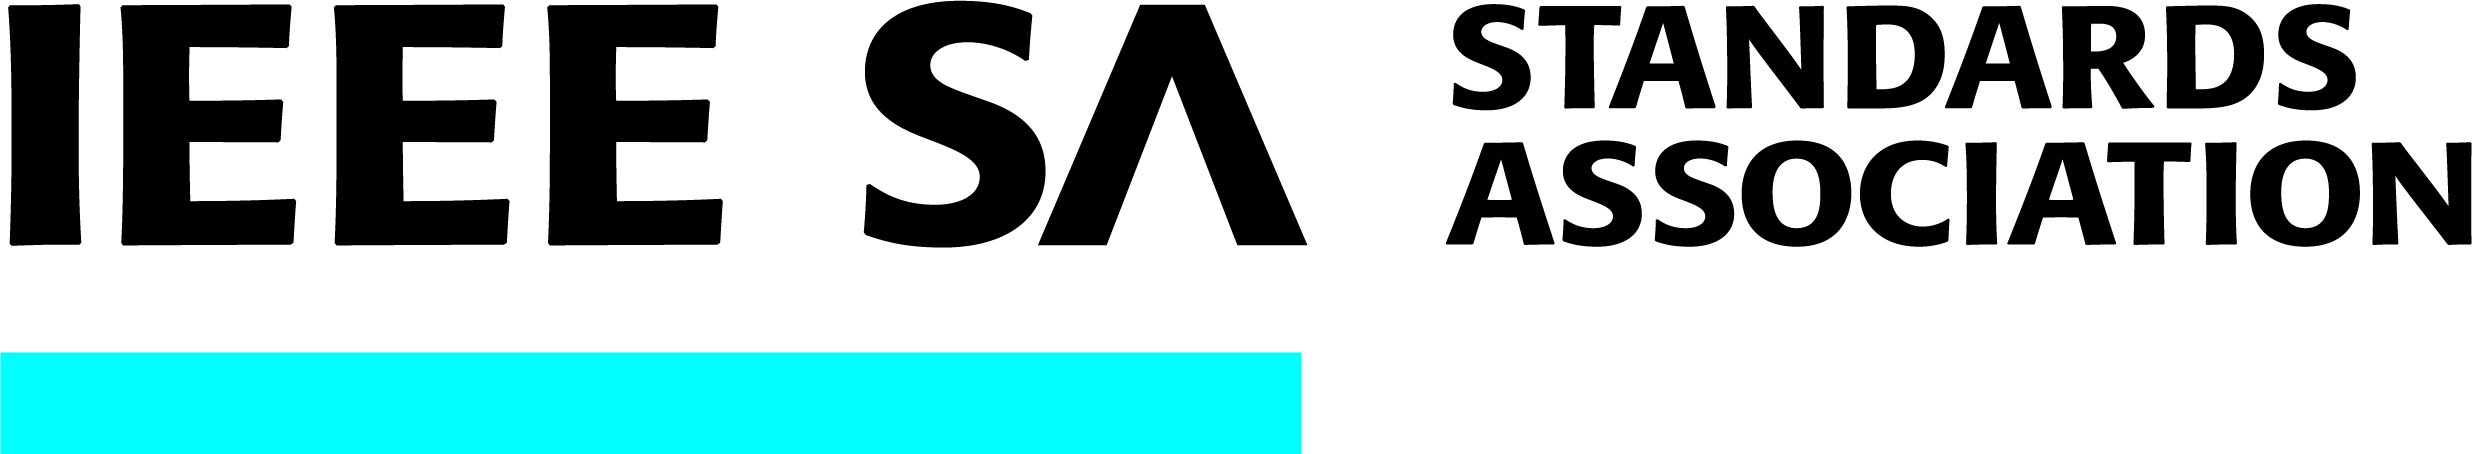 IEEE SA
STANDARDS
ASSOCIATION